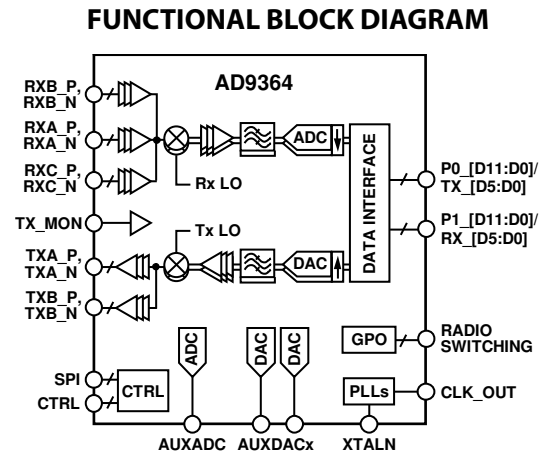 FUNCTIONAL BLOCK DIAGRAM
AD9364
RXB_P,
RXB_N
RXA_P,
RXA_N
RXC_P,
RXC_N
ADC
Rx LO
DATA INTERFACE
P0_[D11:D0]/
TX_[D5:D0]
TX_MON
Tx LO
P1_[D11:D0]/
RX_[D5:D0]
TXA_P,
TXA_N
DAC
TXB_P,
TXB_N
ADC
DAC
DAC
GPO
RADIO
SWITCHING
SPI
CTRL
CTRL
PLLs
CLK_OUT
AUXADC
AUXDACx
XTALN